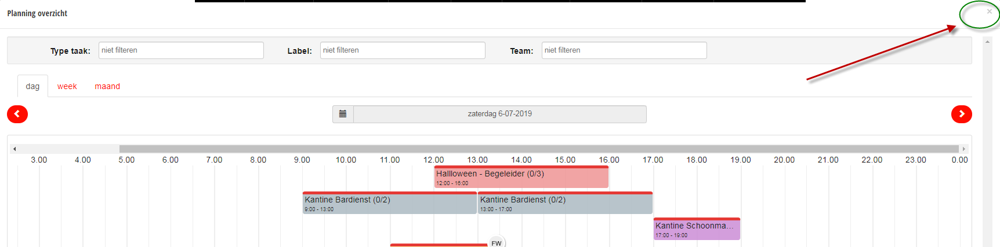 Planning overzicht ×
Type taak: niet filteren Label: niet filteren Team: niet filteren
dag week maand
zaterdag 6-07-2019
3.00 4.00 5.00 6.00 7.00 8.00 9.00 10.00 11.00 12.00 13.00 14.00 15.00 16.00 17.00 18.00 19.00 20.00 21.00 22.00 23.00 0.00
Hallloween - Begeleider (0/3)
12:00 - 16:00
Kantine Bardienst (0/2) Kantine Bardienst (0/2)
9:00 - 13:00 13:00 - 17:00
Kantine Schoonma...
17:00 - 19:00
FW